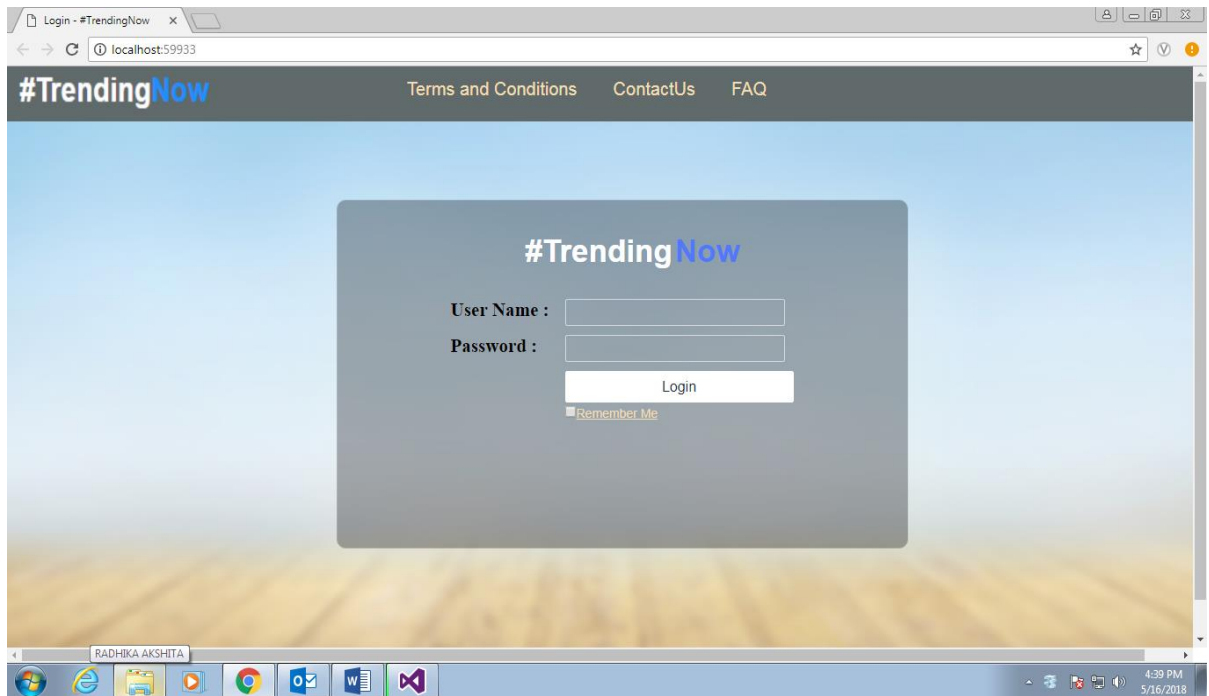 Login - #TrendingNow
localhost:59933
#TrendingNow Terms and Conditions ContactUs FAQ
#TrendingNow
User Name :
Password :
Login
Remember Me
RADHIKA AKSHITA
4:39 PM
5/16/2018